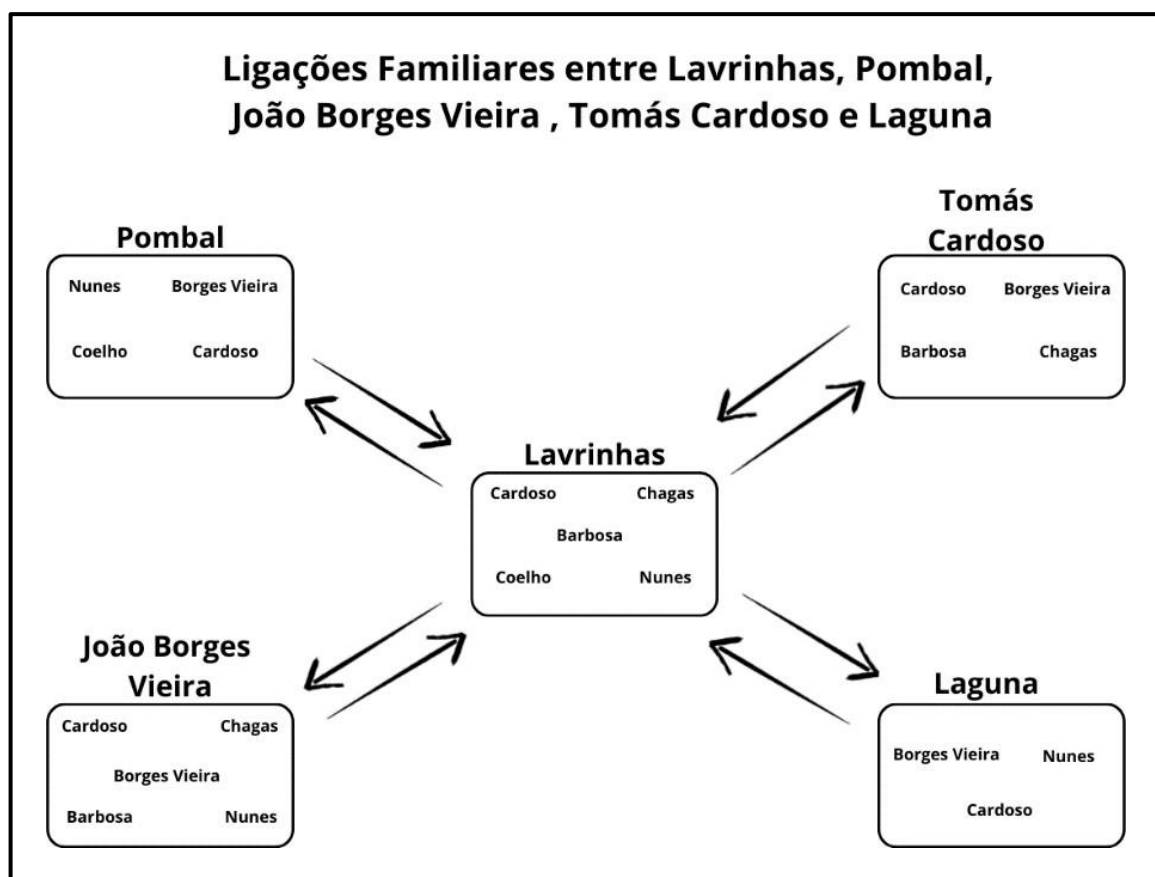 Ligações Familiares entre Lavrinhas, Pombal,
João Borges Vieira , Tomás Cardoso e Laguna
Pombal
Nunes Borges Vieira
Coelho Cardoso
Tomás
Cardoso
Cardoso Borges Vieira
Barbosa Chagas
Lavrinhas
Cardoso Chagas
Barbosa
Coelho Nunes
João Borges
Vieira
Cardoso Chagas
Borges Vieira
Barbosa Nunes
Laguna
Borges Vieira Nunes
Cardoso